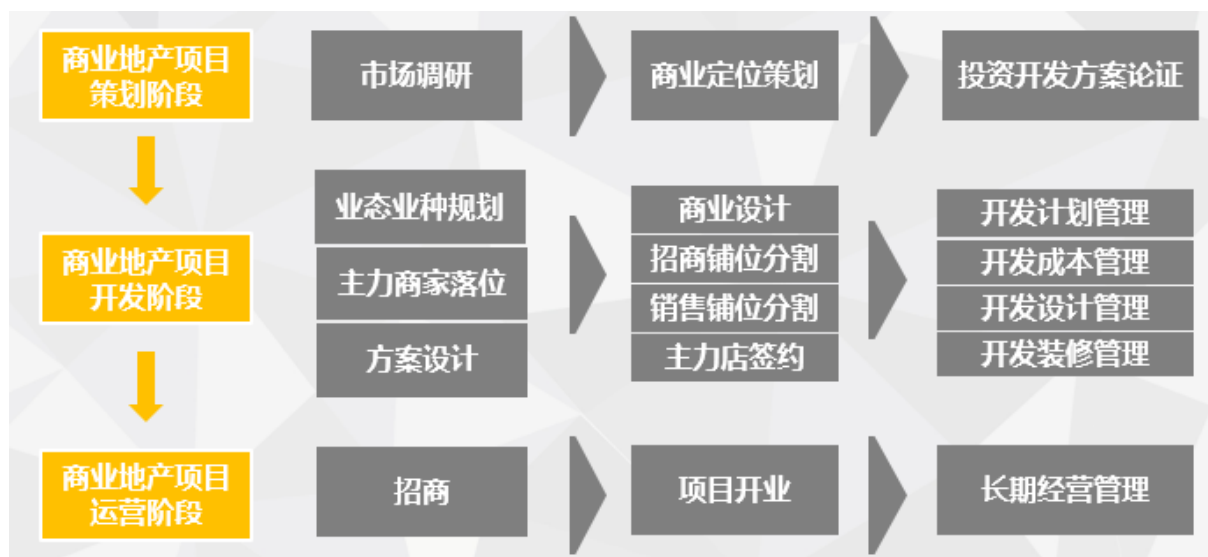 商业地产项目
策划阶段
市场调研
商业定位策划
投资开发方案论证
商业地产项目
开发阶段
业态业种规划
主力商家落位
方案设计
商业设计
招商铺位分割
销售铺位分割
主力店签约
开发计划管理
开发成本管理
开发设计管理
开发装修管理
商业地产项目
运营阶段
招商
项目开业
长期经营管理